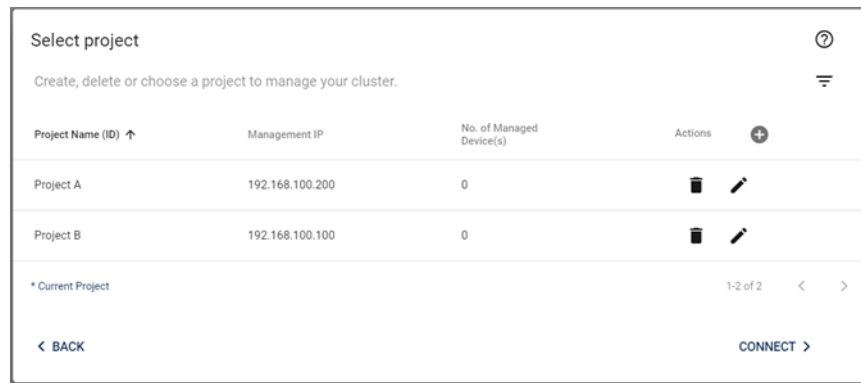 Select project
Create, delete or choose a project to manage your cluster.
Project Name (ID) ↑ Management IP No. of Managed Device(s) Actions
Project A 192.168.100.200 0
Project B 192.168.100.100 0
* Current Project 1-2 of 2 < >
< BACK CONNECT >